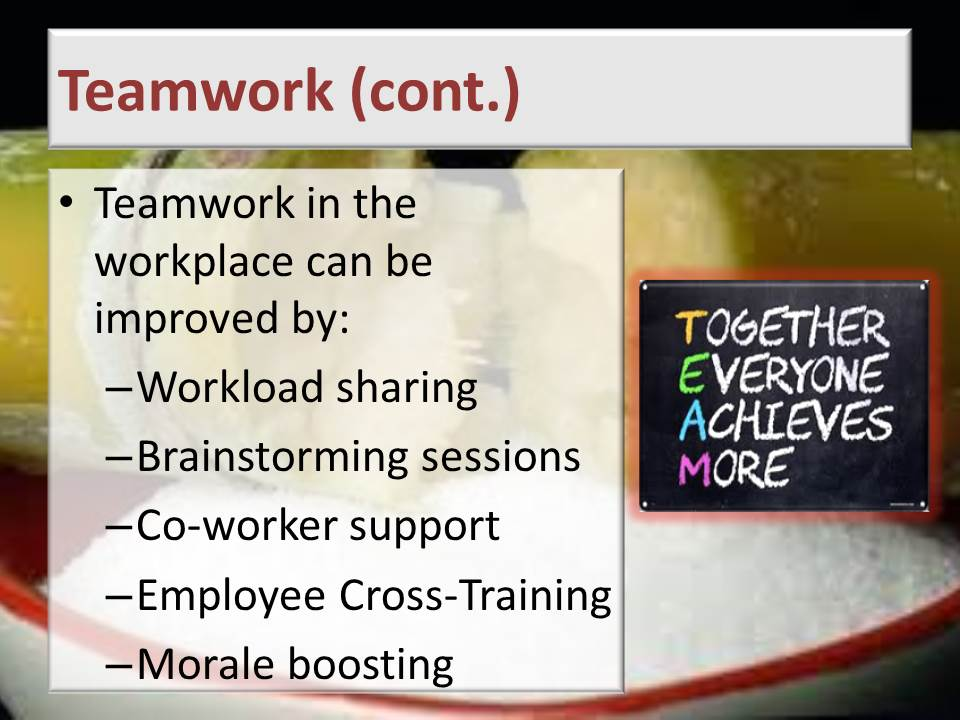 Teamwork (cont.)
• Teamwork in the
workplace can be
improved by:
–Workload sharing
–Brainstorming sessions
–Co-worker support
–Employee Cross-Training
–Morale boosting
TOGETHER
EVERYONE
ACHIEVES
MORE